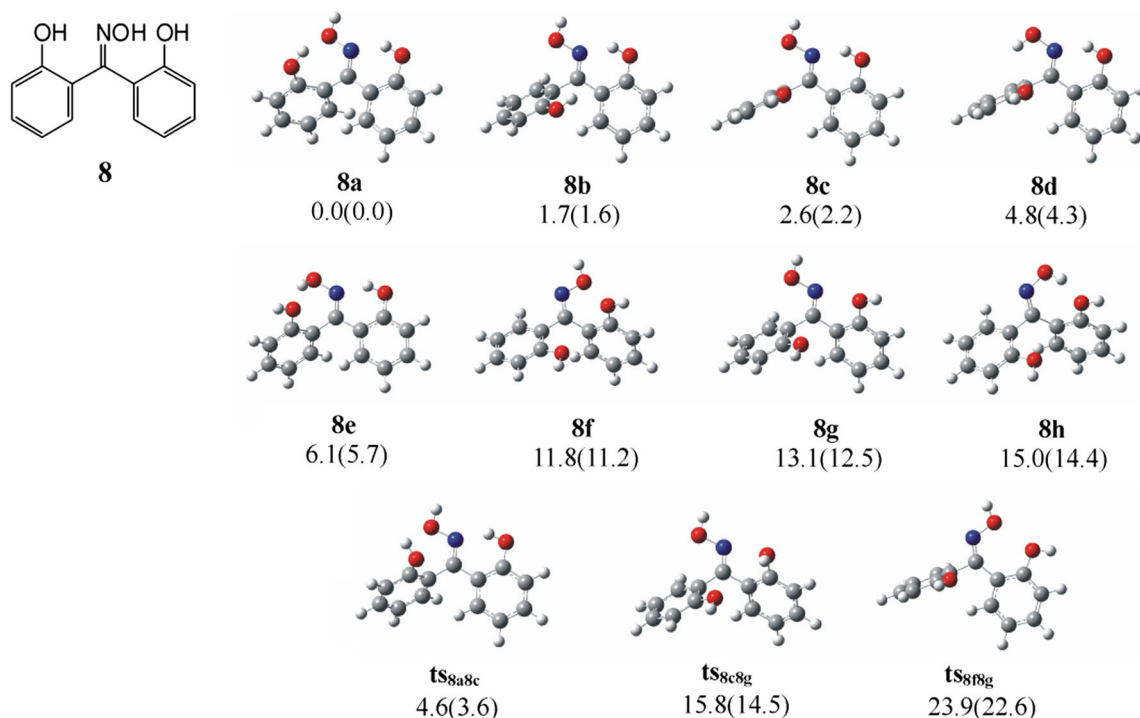 OH NOH OH
8
8a 8b 8c 8d
0.0(0.0) 1.7(1.6) 2.6(2.2) 4.8(4.3)
8e 8f 8g 8h
6.1(5.7) 11.8(11.2) 13.1(12.5) 15.0(14.4)
ts8a8c ts8c8g ts8f8g
4.6(3.6) 15.8(14.5) 23.9(22.6)